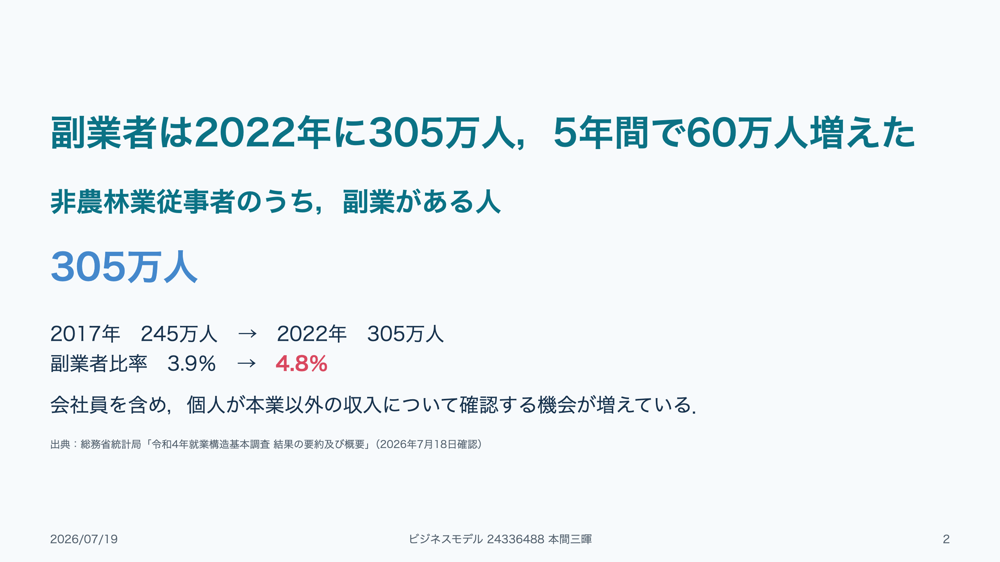 副業者は2022年に305万人，5年間で60万人増えた
非農林業従事者のうち，副業がある人
305万人
2017年　245万人　→　2022年　305万人
副業者比率　3.9%　→　4.8%
会社員を含め，個人が本業以外の収入について確認する機会が増えている．
出典：総務省統計局「令和4年就業構造基本調査 結果の要約及び概要」（2026年7月18日確認）
2026/07/19
ビジネスモデル 24336488 本間三暉
2